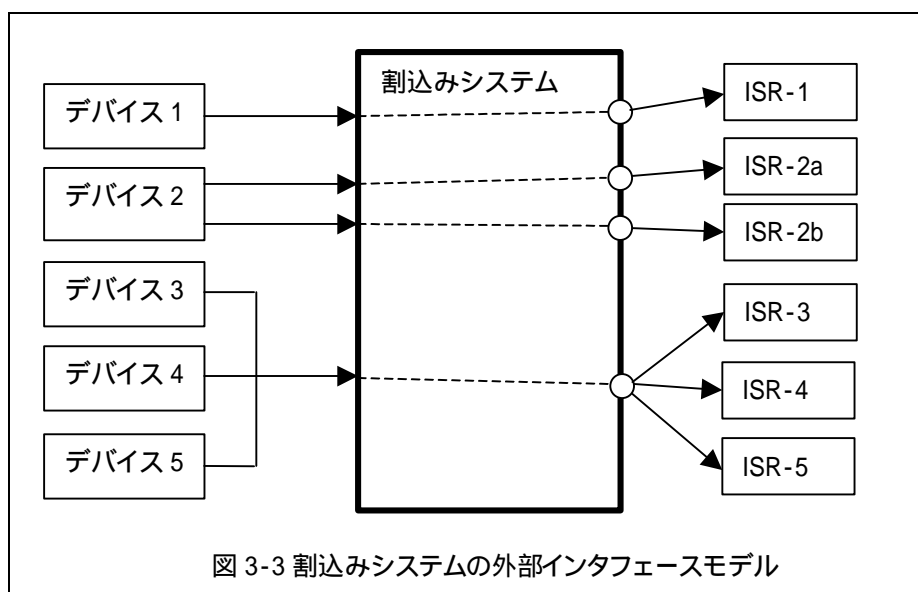 割込みシステム
デバイス 1
デバイス 2
デバイス 3
デバイス 4
デバイス 5
ISR-1
ISR-2a
ISR-2b
ISR-3
ISR-4
ISR-5
図 3-3 割込みシステムの外部インタフェースモデル